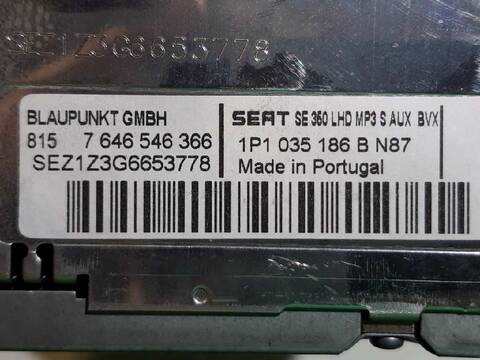 SEZ1Z3G6653778
BLAUPUNKT GMBH
815 7 646 546 366
SEZ1Z3G6653778
SEAT SE 360 LHD MP3 S AUX BVX
1P1 035 186 B N87
Made in Portugal